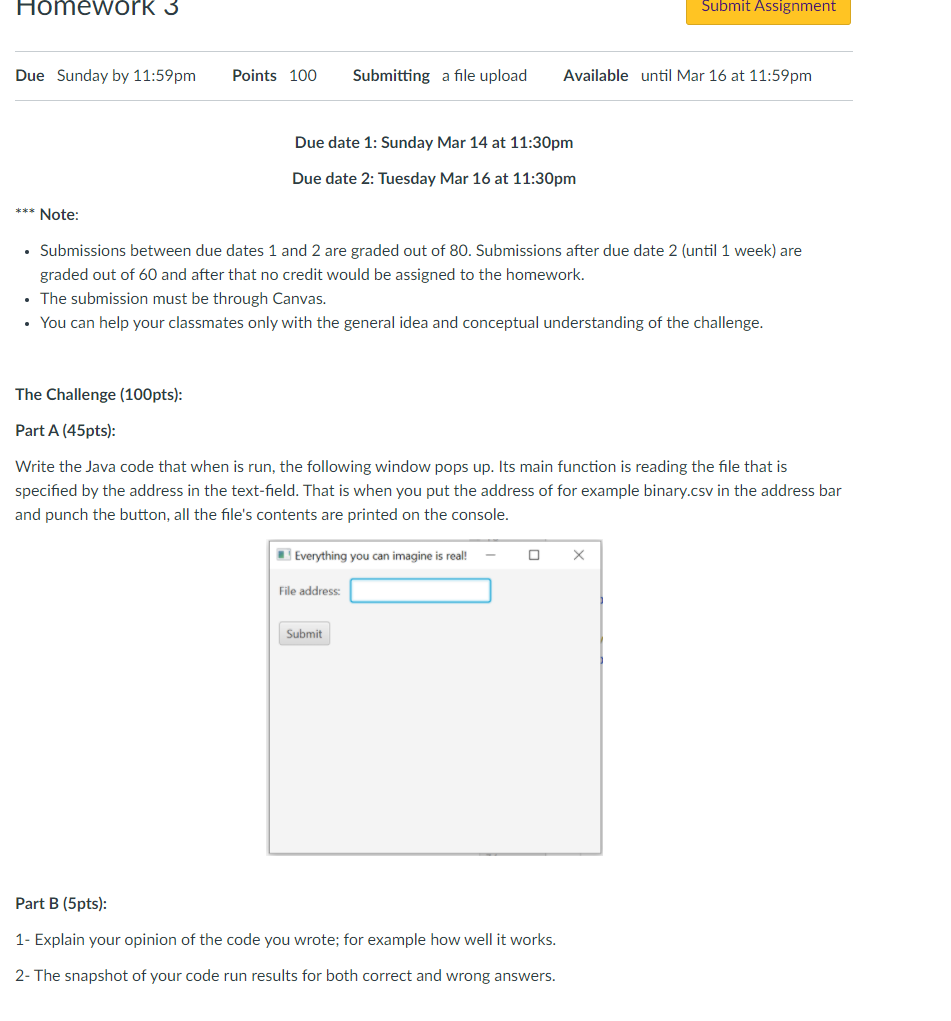 Homework 3
Submit Assignment
Due Sunday by 11:59pm Points 100 Submitting a file upload Available until Mar 16 at 11:59pm
Due date 1: Sunday Mar 14 at 11:30pm
Due date 2: Tuesday Mar 16 at 11:30pm
*** Note:
• Submissions between due dates 1 and 2 are graded out of 80. Submissions after due date 2 (until 1 week) are
graded out of 60 and after that no credit would be assigned to the homework.
• The submission must be through Canvas.
• You can help your classmates only with the general idea and conceptual understanding of the challenge.
The Challenge (100pts):
Part A (45pts):
Write the Java code that when is run, the following window pops up. Its main function is reading the file that is
specified by the address in the text-field. That is when you put the address of for example binary.csv in the address bar
and punch the button, all the file's contents are printed on the console.
Everything you can imagine is real!
File address:
Submit
Part B (5pts):
1- Explain your opinion of the code you wrote; for example how well it works.
2- The snapshot of your code run results for both correct and wrong answers.